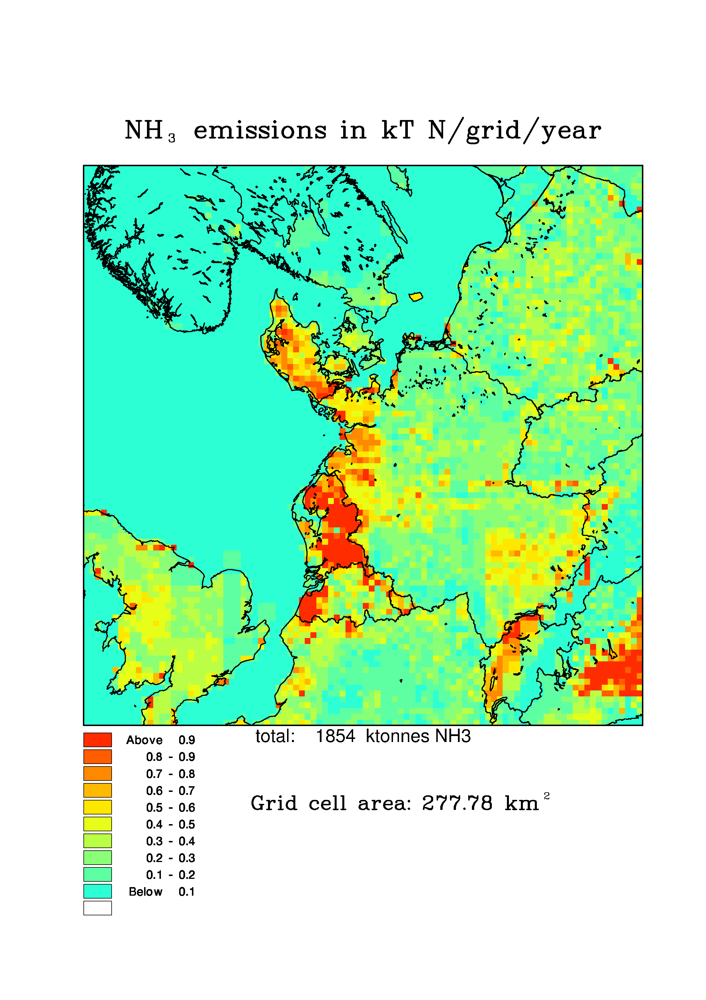 NH₃ emissions in kT N/grid/year
total: 1854 ktonnes NH3
Above 0.9
0.8 - 0.9
0.7 - 0.8
0.6 - 0.7
0.5 - 0.6
0.4 - 0.5
0.3 - 0.4
0.2 - 0.3
0.1 - 0.2
Below 0.1
Grid cell area: 277.78 km²